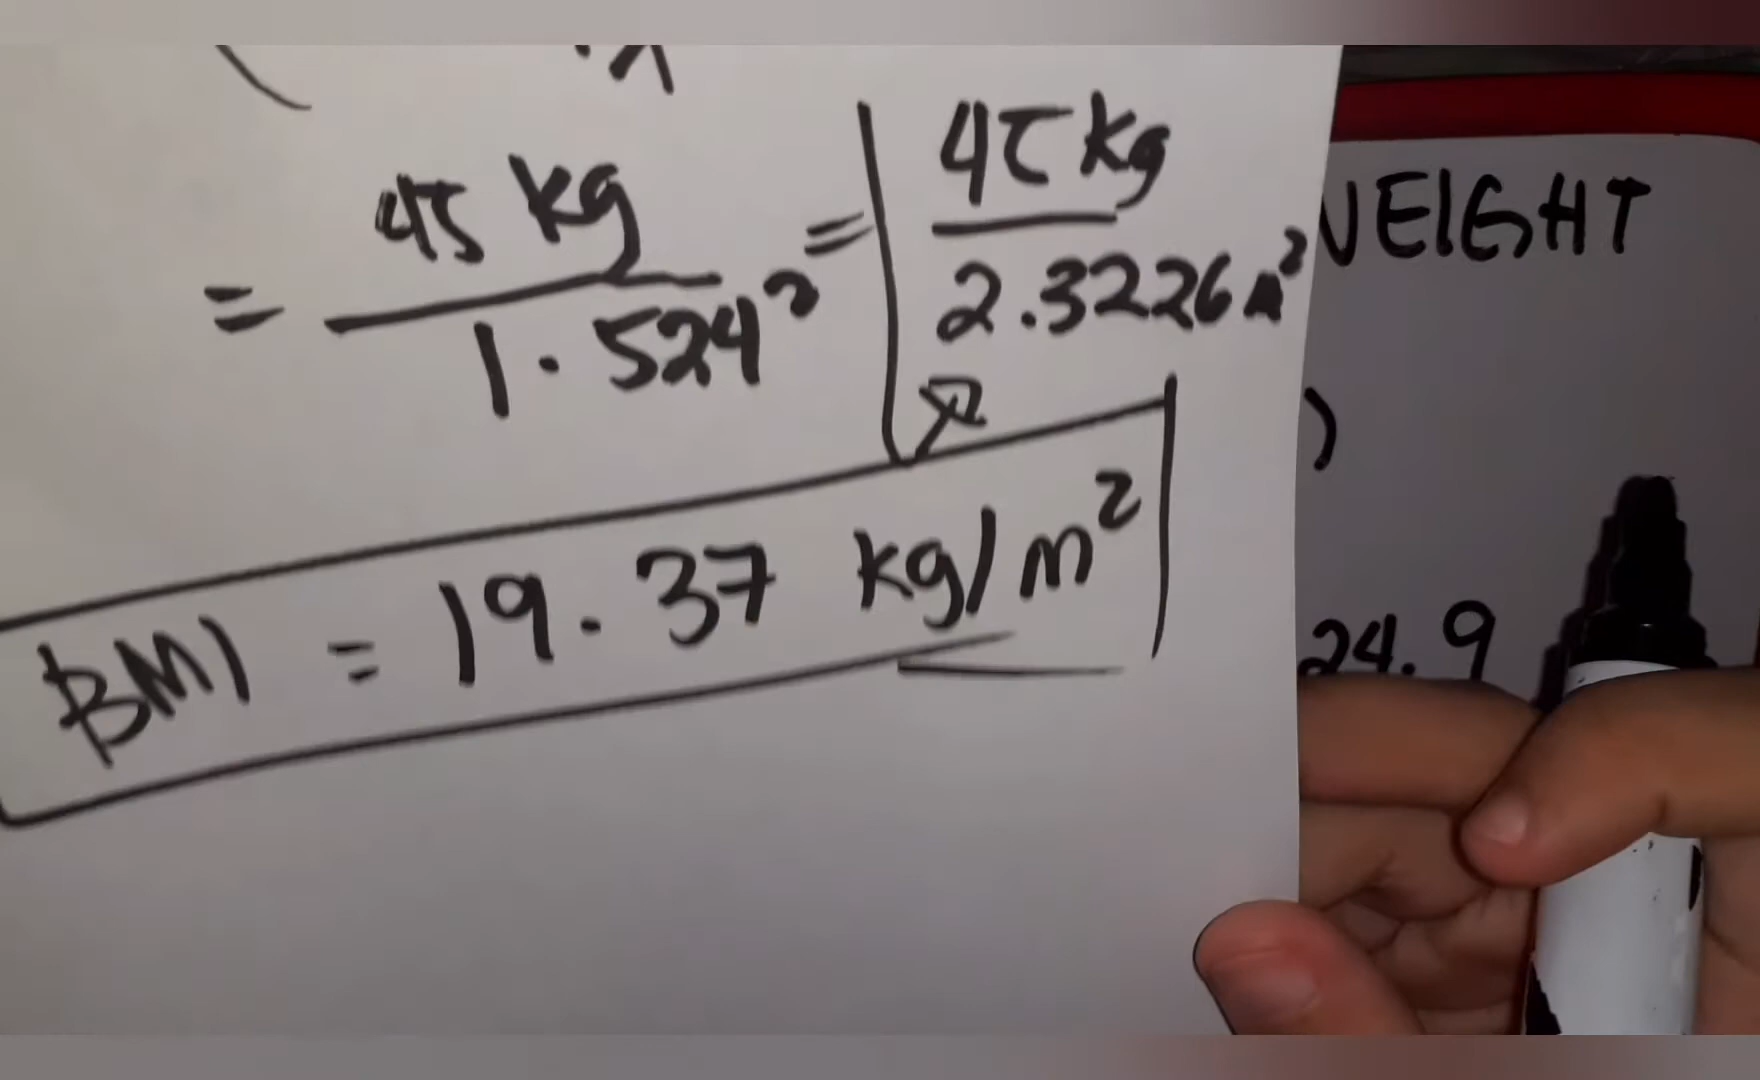 = 45 kg / 1.524² = 45 kg / 2.3226 m²
BMI = 19.37 kg/m²
WEIGHT
)
24.9